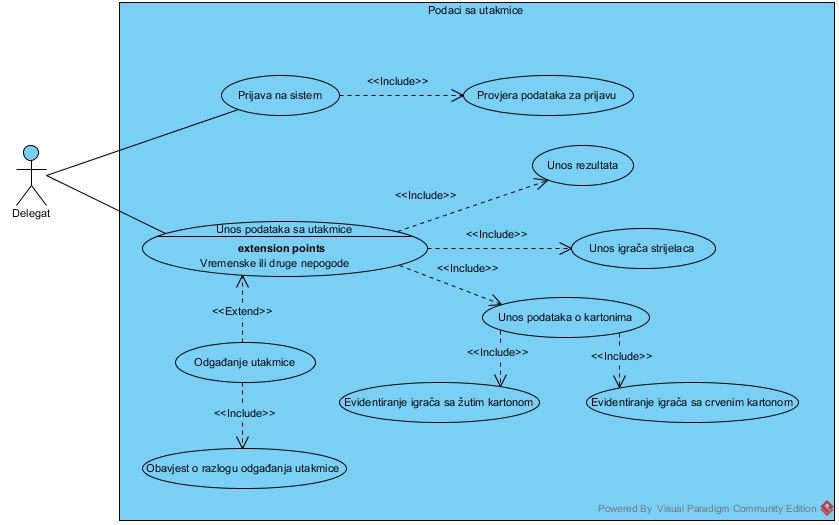 Podaci sa utakmice
<<Include>>
Prijava na sistem
Provjera podataka za prijavu
Delegat
Unos rezultata
<<Include>>
Unos podataka sa utakmice
<<Include>>
extension points
Unos igrača strijelaca
Vremenske ili druge nepogode
<<Include>>
<<Extend>>
Unos podataka o kartonima
<<Include>>
<<Include>>
Odgađanje utakmice
Evidentiranje igrača sa žutim kartonom
Evidentiranje igrača sa crvenim kartonom
<<Include>>
Obavjest o razlogu odgađanja utakmice
Powered By Visual Paradigm Community Edition